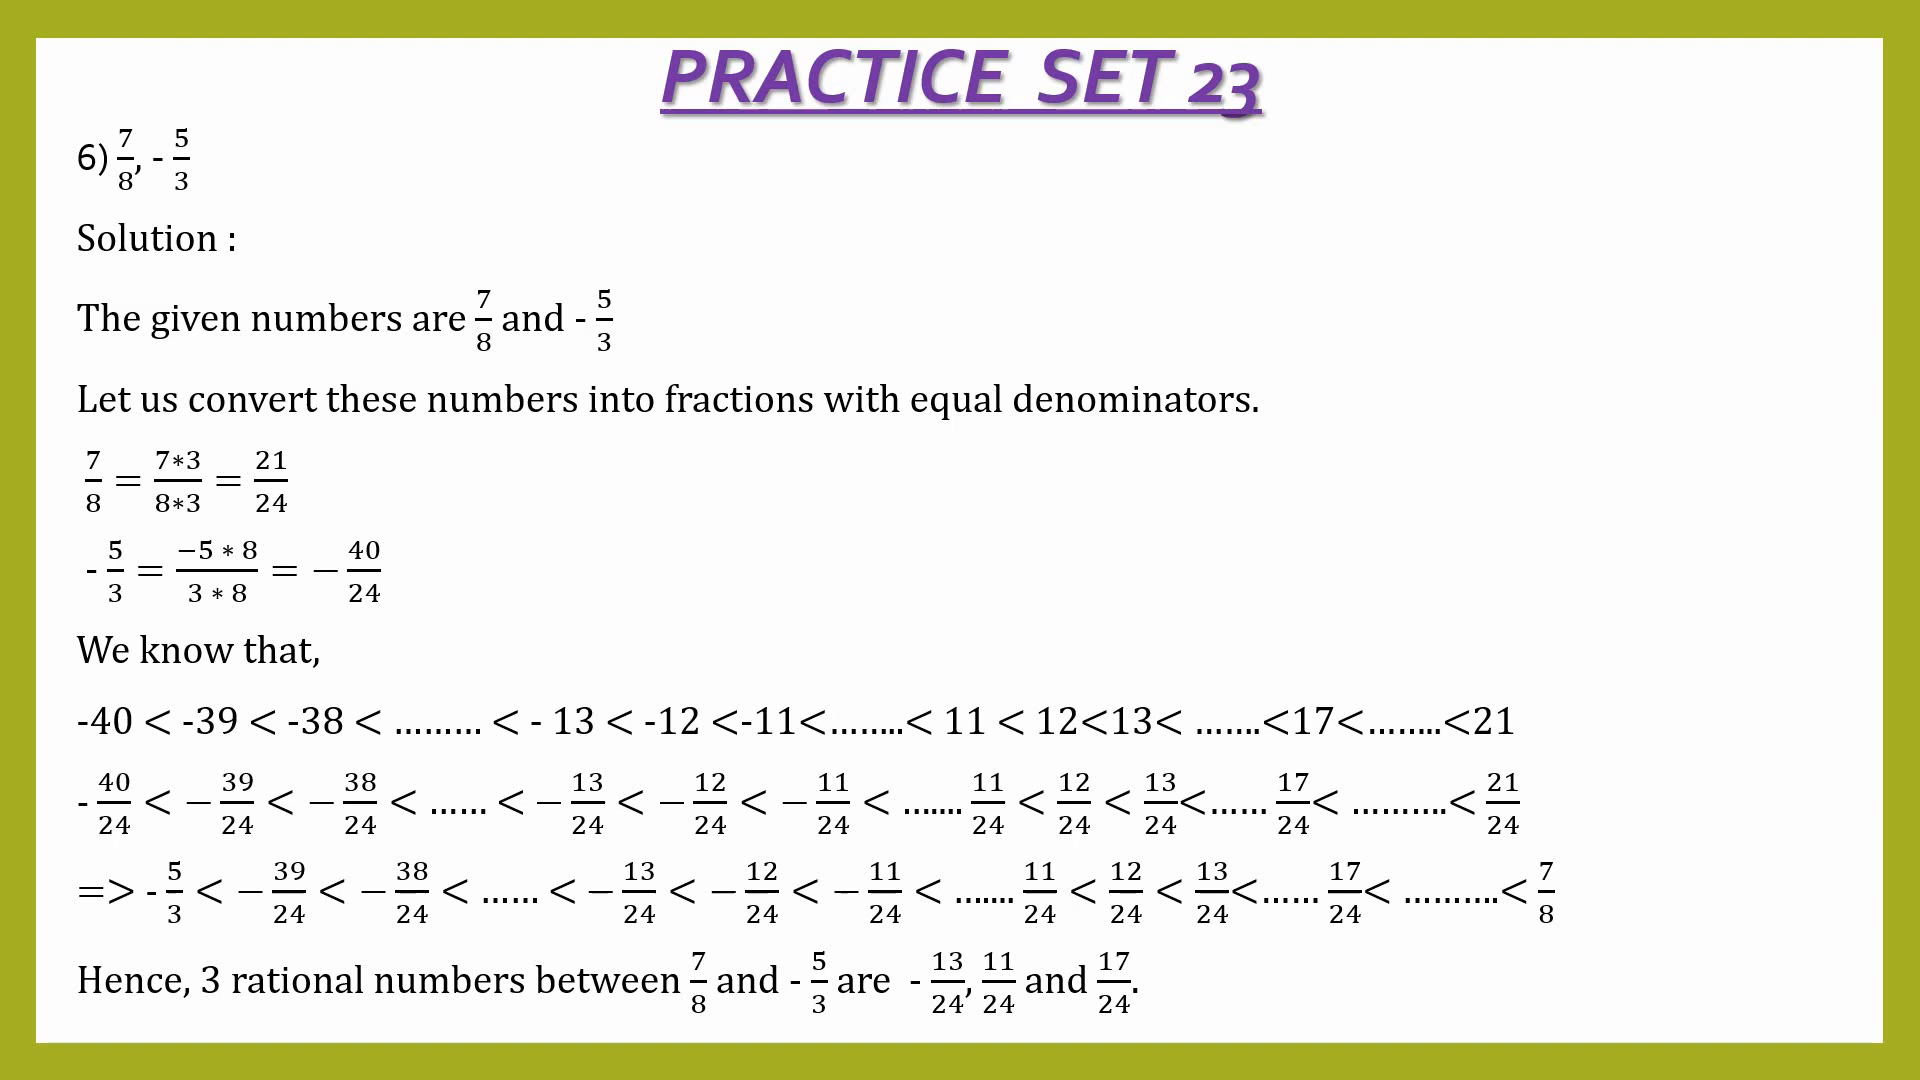 PRACTICE SET 23
6) 7/8, - 5/3
Solution :
The given numbers are 7/8 and - 5/3
Let us convert these numbers into fractions with equal denominators.
7/8 = 7*3/8*3 = 21/24
- 5/3 = −5 * 8/3 * 8 = − 40/24
We know that,
-40 < -39 < -38 < ……… < - 13 < -12 <-11<……..< 11 < 12<13< …….<17<……..<21
- 40/24 < − 39/24 < − 38/24 < …… < − 13/24 < − 12/24 < − 11/24 < ....... 11/24 < 12/24 < 13/24<…… 17/24< ……….< 21/24
=> - 5/3 < − 39/24 < − 38/24 < …… < − 13/24 < − 12/24 < − 11/24 < ....... 11/24 < 12/24 < 13/24<…… 17/24< ……….< 7/8
Hence, 3 rational numbers between 7/8 and - 5/3 are - 13/24, 11/24 and 17/24.